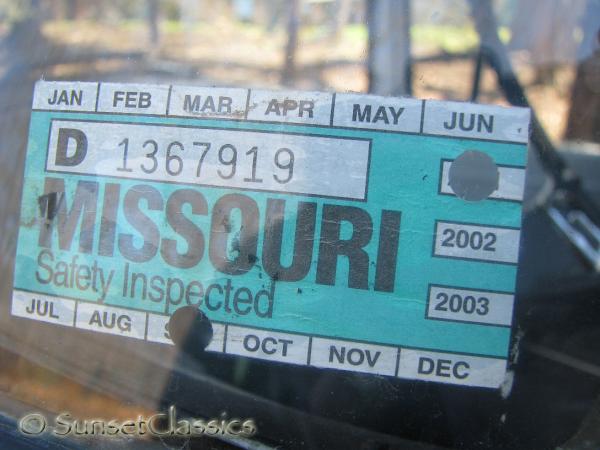 JAN FEB MAR APR MAY JUN
D 1367919
MISSOURI
2002
Safety Inspected
2003
JUL AUG OCT NOV DEC
© SunsetClassics